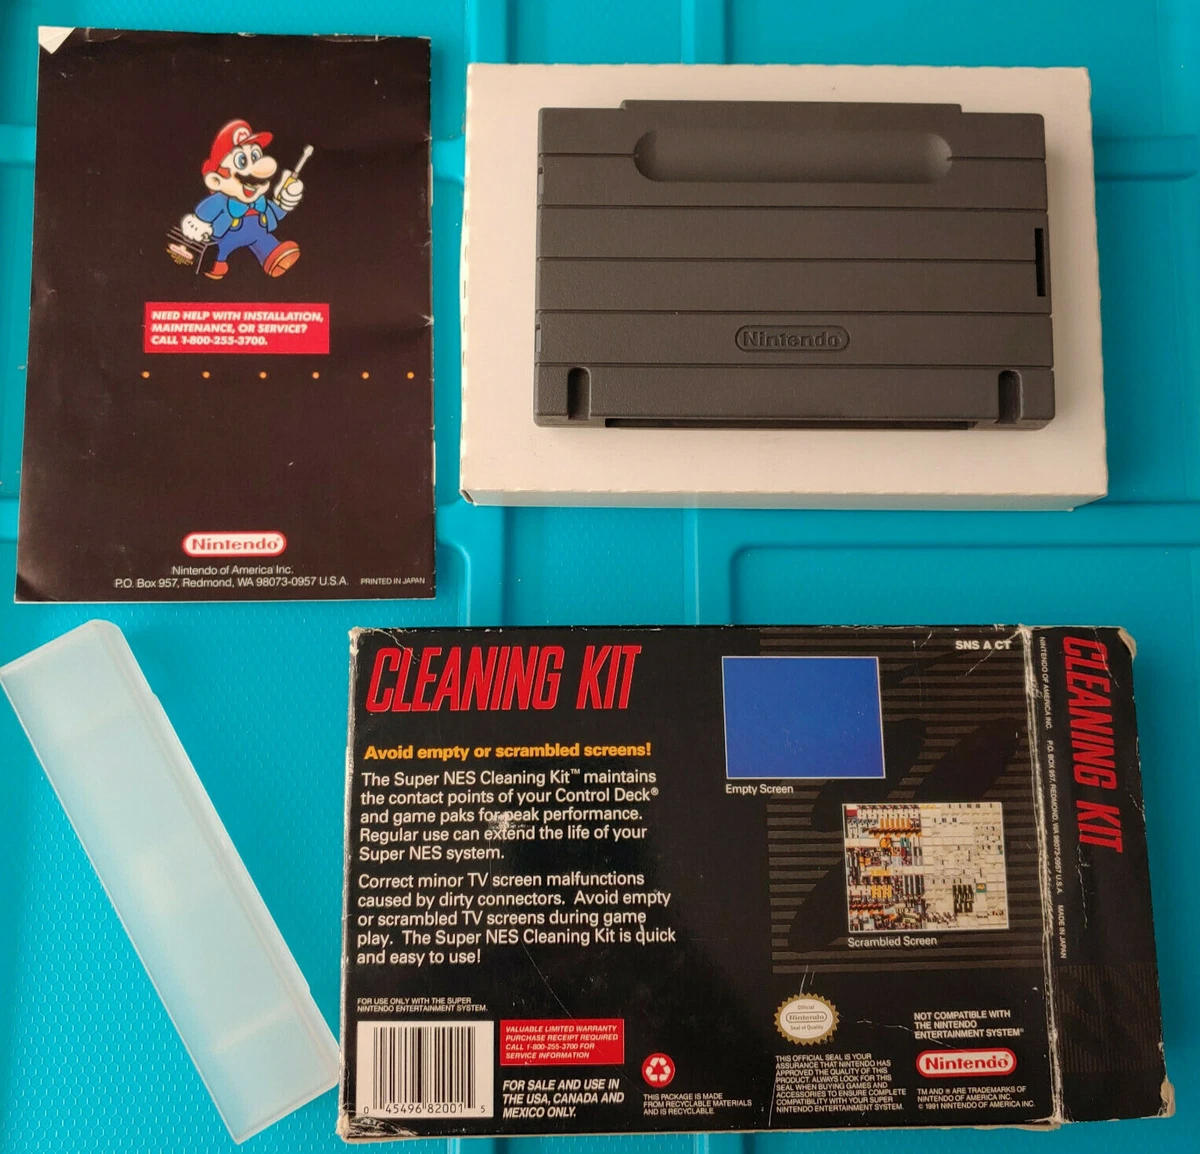 NEED HELP WITH INSTALLATION,
MAINTENANCE, OR SERVICE?
CALL 1-800-255-3700.
Nintendo
Nintendo of America Inc.
P.O. Box 957, Redmond, WA 98073-0957 U.S.A.
PRINTED IN JAPAN
Nintendo
CLEANING KIT
Avoid empty or scrambled screens!
The Super NES Cleaning Kit™ maintains
the contact points of your Control Deck®
and game paks for peak performance.
Regular use can extend the life of your
Super NES system.
Correct minor TV screen malfunctions
caused by dirty connectors. Avoid empty
or scrambled TV screens during game
play. The Super NES Cleaning Kit is quick
and easy to use!
FOR USE ONLY WITH THE SUPER
NINTENDO ENTERTAINMENT SYSTEM.
0 45496 82001 5
VALUABLE LIMITED WARRANTY
PURCHASE RECEIPT REQUIRED
CALL 1-800-255-3700 FOR
SERVICE INFORMATION
FOR SALE AND USE IN
THE USA, CANADA AND
MEXICO ONLY.
THIS PACKAGE IS MADE
FROM RECYCLABLE MATERIALS
AND IS RECYCLABLE.
SNS A CT
Empty Screen
Scrambled Screen
Official
Nintendo
Seal of Quality
THIS OFFICIAL SEAL IS YOUR
ASSURANCE THAT NINTENDO HAS
APPROVED THE QUALITY OF THIS
PRODUCT. ALWAYS LOOK FOR THIS
SEAL WHEN BUYING GAMES AND
ACCESSORIES TO ENSURE COMPLETE
COMPATIBILITY WITH YOUR SUPER
NINTENDO ENTERTAINMENT SYSTEM.
NOT COMPATIBLE WITH
THE NINTENDO
ENTERTAINMENT SYSTEM®
Nintendo
TM AND ® ARE TRADEMARKS OF
NINTENDO OF AMERICA INC.
© 1991 NINTENDO OF AMERICA INC.
NINTENDO OF AMERICA INC. P.O. BOX 957, REDMOND, WA 98073-0957 U.S.A. MADE IN JAPAN
CLEANING KIT